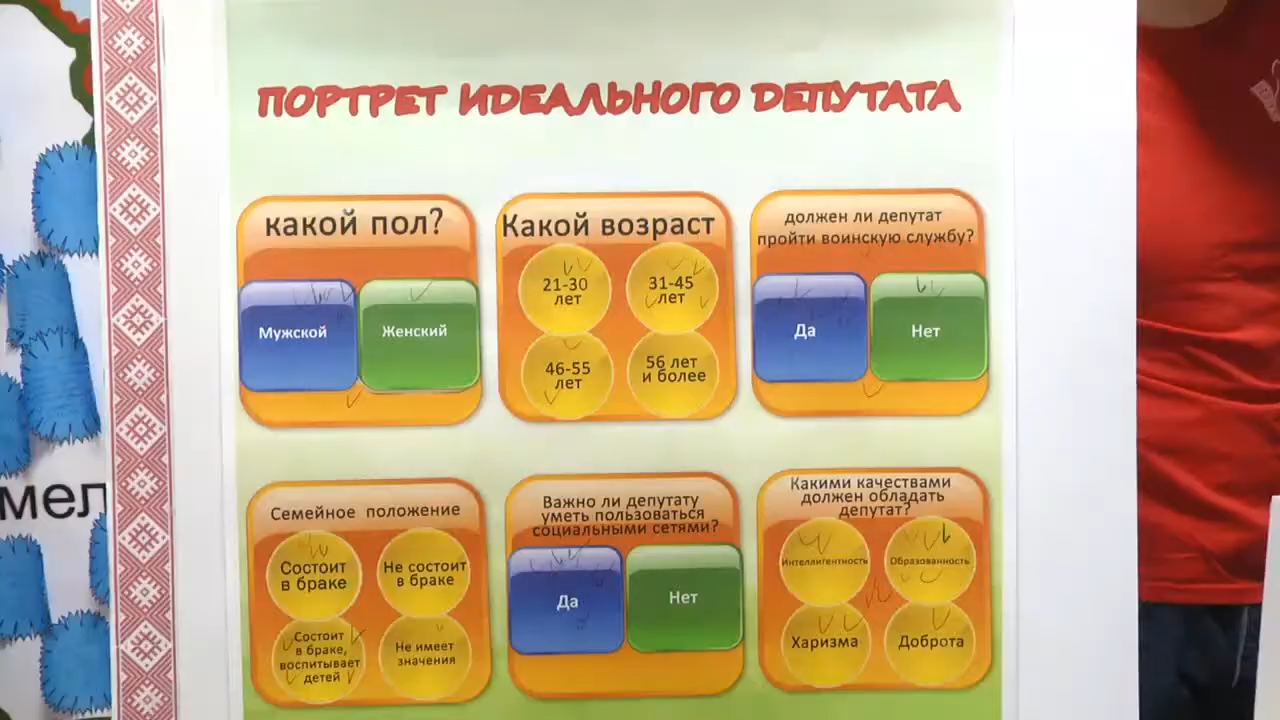 ПОРТРЕТ ИДЕАЛЬНОГО ДЕПУТАТА
какой пол?
Мужской
Женский
Какой возраст
21-30
лет
31-45
лет
46-55
лет
56 лет
и более
должен ли депутат
пройти воинскую службу?
Да
Нет
Семейное положение
Состоит
в браке
Не состоит
в браке
Состоит
в браке,
воспитывает
детей
Не имеет
значения
Важно ли депутату
уметь пользоваться
социальными сетями?
Да
Нет
Какими качествами
должен обладать
депутат?
Интеллигентность
Образованность
Харизма
Доброта
мел